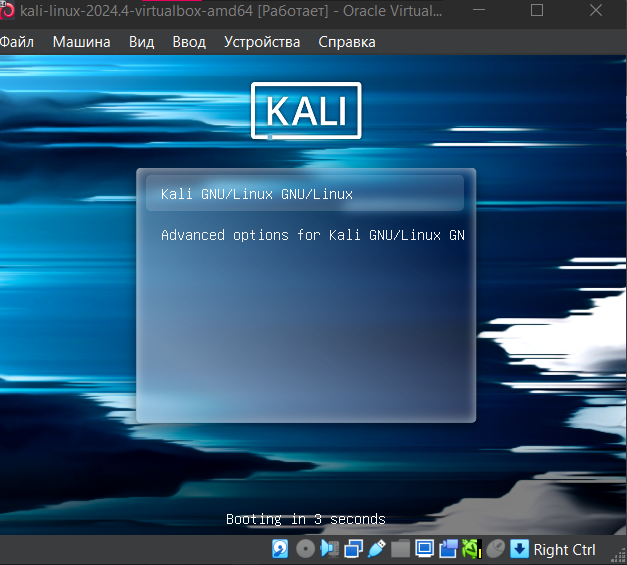 kali-linux-2024.4-virtualbox-amd64 [Работает] - Oracle Virtual...
Файл Машина Вид Ввод Устройства Справка
KALI
Kali GNU/Linux GNU/Linux
Advanced options for Kali GNU/Linux GN
Booting in 3 seconds
Right Ctrl